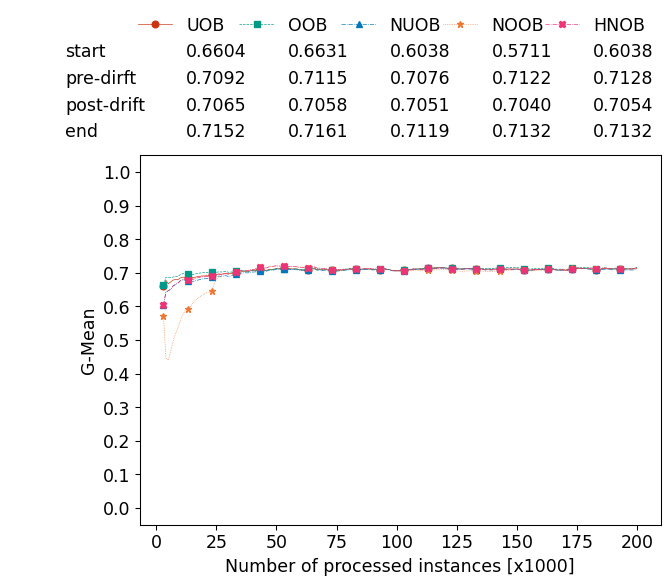 UOB OOB NUOB NOOB HNOB
start 0.6604 0.6631 0.6038 0.5711 0.6038
pre-dirft 0.7092 0.7115 0.7076 0.7122 0.7128
post-drift 0.7065 0.7058 0.7051 0.7040 0.7054
end 0.7152 0.7161 0.7119 0.7132 0.7132
1.0
0.9
0.8
0.7
0.6
0.5
0.4
0.3
0.2
0.1
0.0
G-Mean
0 25 50 75 100 125 150 175 200
Number of processed instances [x1000]